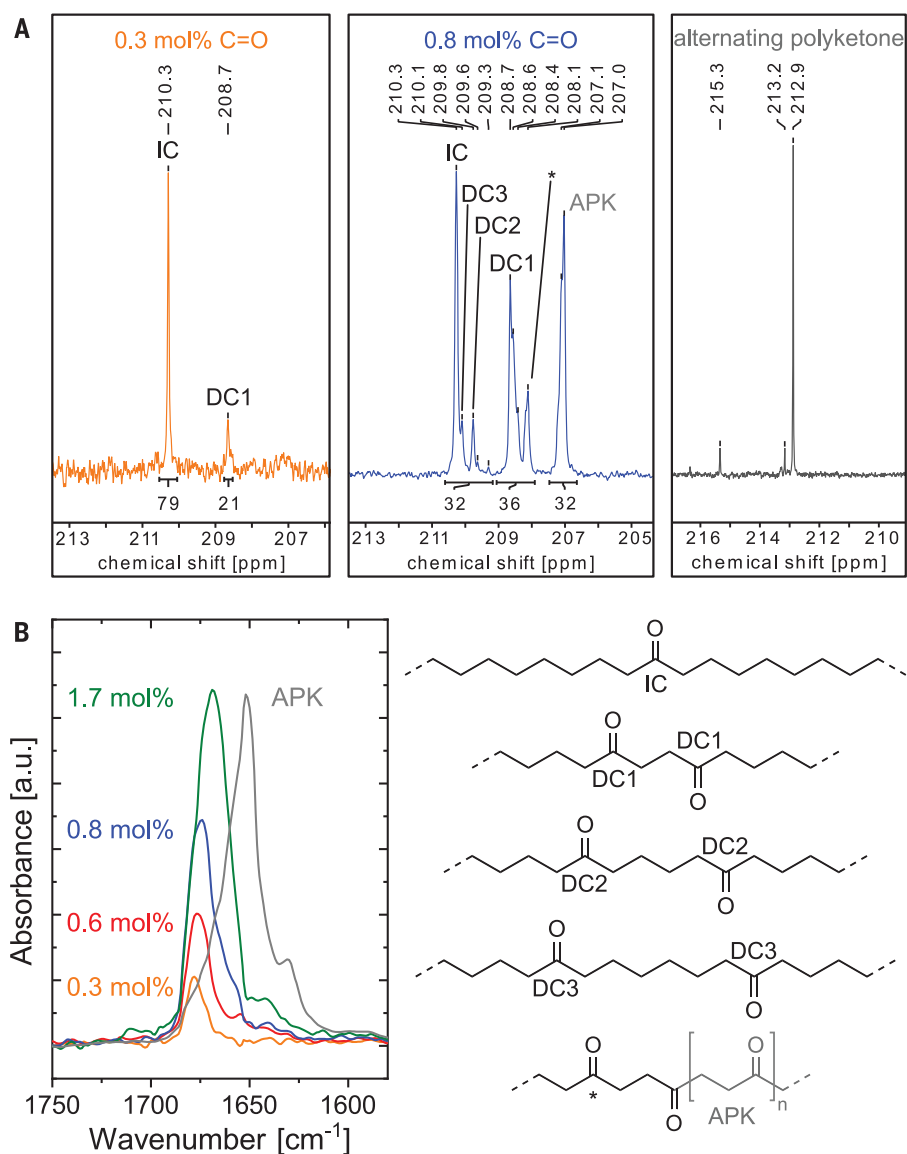 A
0.3 mol% C=O
210.3
208.7
IC
DC1
79
21
213
211
209
207
chemical shift [ppm]
0.8 mol% C=O
210.3
210.1
209.8
209.6
209.3
208.7
208.6
208.4
208.1
207.1
207.0
IC
DC3
DC2
DC1
*
APK
32
36
32
213
211
209
207
205
chemical shift [ppm]
alternating polyketone
215.3
213.2
212.9
216
214
212
210
chemical shift [ppm]
B
1.7 mol%
0.8 mol%
0.6 mol%
0.3 mol%
APK
Absorbance [a.u.]
1750
1700
1650
1600
Wavenumber [cm⁻¹]
O
IC
O
DC1
DC1
O
O
DC2
DC2
O
O
DC3
DC3
O
O
O
*
O
APK
n